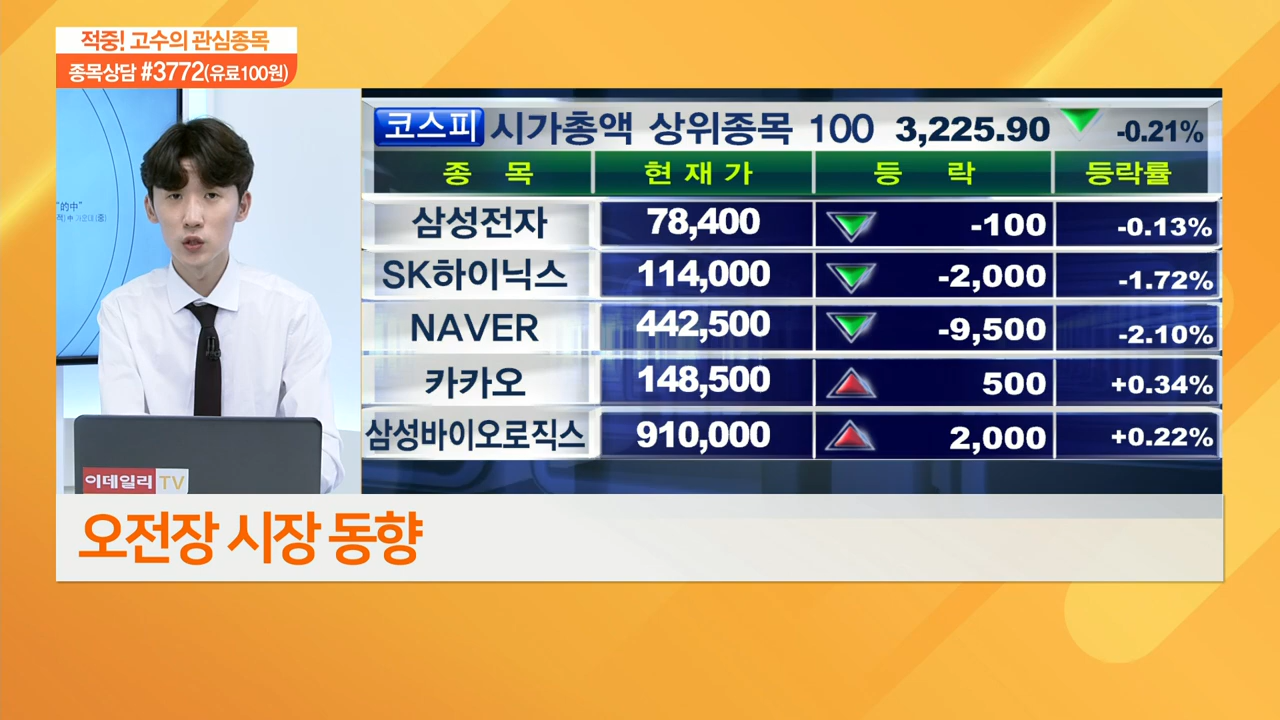 적중! 고수의 관심종목
종목상담 #3772(유료100원)
"的中"
코스피 시가총액 상위종목 100 3,225.90 -0.21%
종 목 현 재 가 등 락 등락률
삼성전자 78,400 -100 -0.13%
SK하이닉스 114,000 -2,000 -1.72%
NAVER 442,500 -9,500 -2.10%
카카오 148,500 500 +0.34%
삼성바이오로직스 910,000 2,000 +0.22%
이데일리 TV
오전장 시장 동향